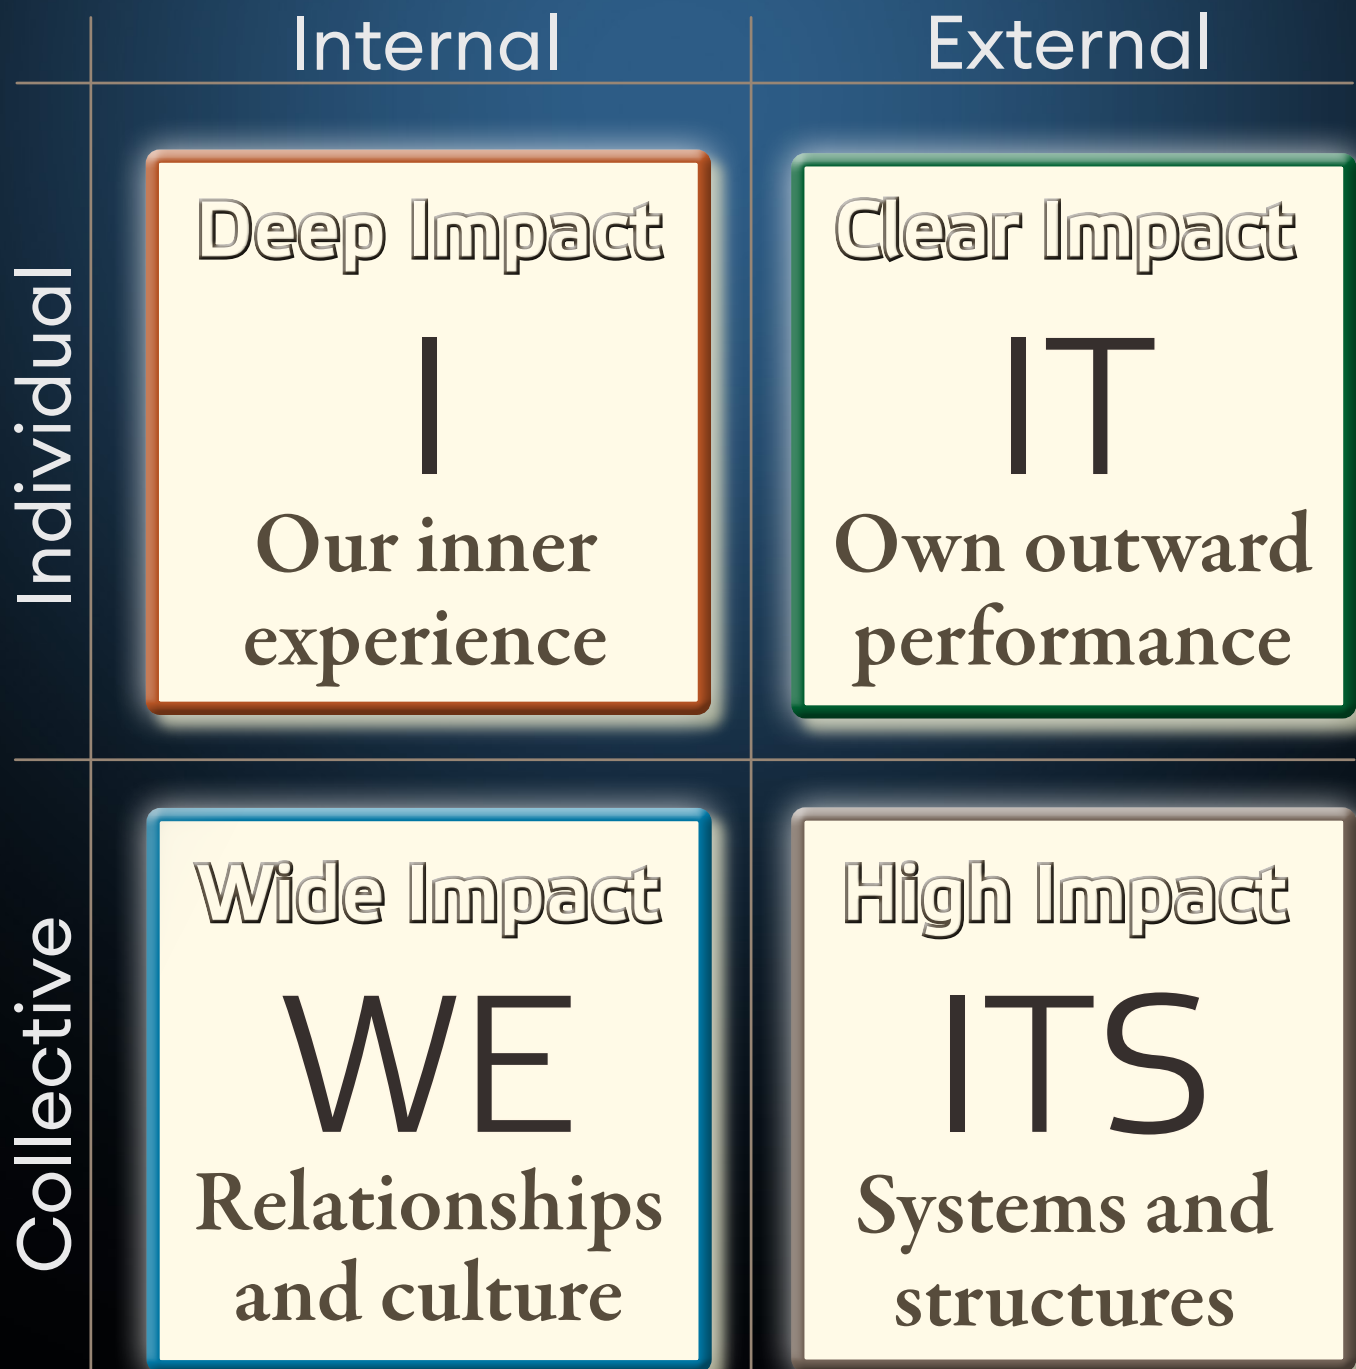 Internal
External
Individual
Deep Impact
I
Our inner
experience
Clear Impact
IT
Own outward
performance
Collective
Wide Impact
WE
Relationships
and culture
High Impact
ITS
Systems and
structures